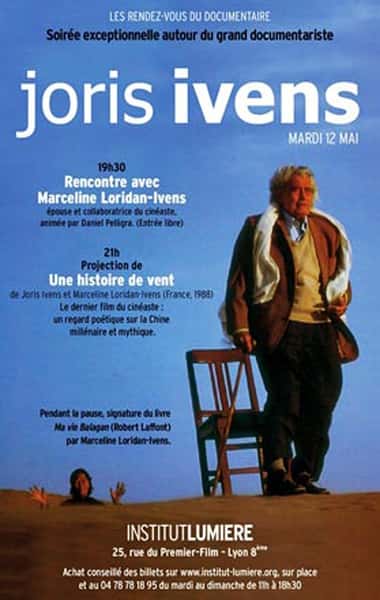 LES RENDEZ-VOUS DU DOCUMENTAIRE
Soirée exceptionnelle autour du grand documentariste
joris ivens
MARDI 12 MAI
19h30
Rencontre avec
Marceline Loridan-Ivens
épouse et collaboratrice du cinéaste,
animée par Daniel Pelligra. (Entrée libre)
21h
Projection de
Une histoire de vent
de Joris Ivens et Marceline Loridan-Ivens (France, 1988)
Le dernier film du cinéaste :
un regard poétique sur la Chine
millénaire et mythique.
Pendant la pause, signature du livre
Ma vie Balagan (Robert Laffont)
par Marceline Loridan-Ivens.
INSTITUT LUMIERE
25, rue du Premier-Film - Lyon 8ème
Achat conseillé des billets sur www.institut-lumiere.org, sur place
et au 04 78 78 18 95 du mardi au dimanche de 11h à 18h30